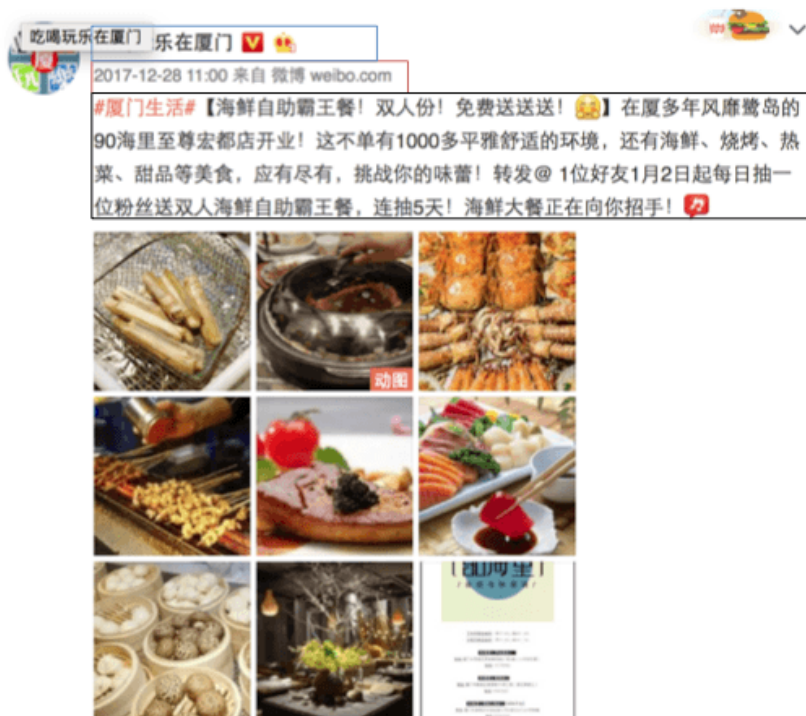 吃喝玩乐在厦门
乐在厦门
2017-12-28 11:00 来自 微博 weibo.com
#厦门生活#【海鲜自助霸王餐！双人份！免费送送送！】在厦多年风靡鹭岛的
90海里至尊宏都店开业！这不单有1000多平雅舒适的环境，还有海鲜、烧烤、热
菜、甜品等美食，应有尽有，挑战你的味蕾！转发@ 1位好友1月2日起每日抽一
位粉丝送双人海鲜自助霸王餐，连抽5天！海鲜大餐正在向你招手！
动图